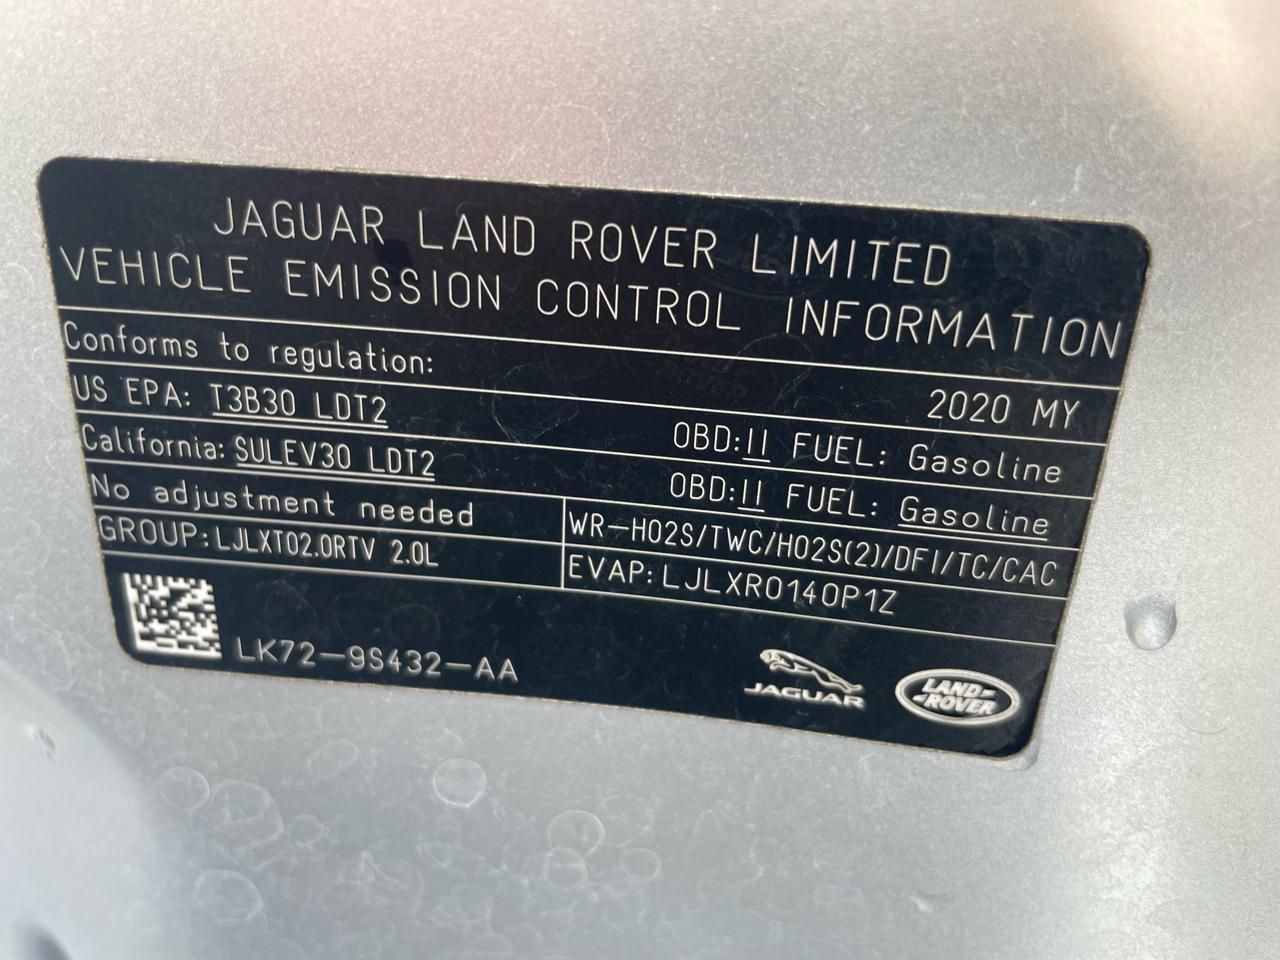 JAGUAR LAND ROVER LIMITED
VEHICLE EMISSION CONTROL INFORMATION
Conforms to regulation:
2020 MY
US EPA: T3B30 LDT2
OBD:II FUEL: Gasoline
California: SULEV30 LDT2
OBD:II FUEL: Gasoline
No adjustment needed
WR-HO2S/TWC/HO2S(2)/DFI/TC/CAC
GROUP:LJLXT02.0RTV 2.0L
EVAP:LJLXR0140P1Z
LK72-9S432-AA
JAGUAR
LAND-
-ROVER